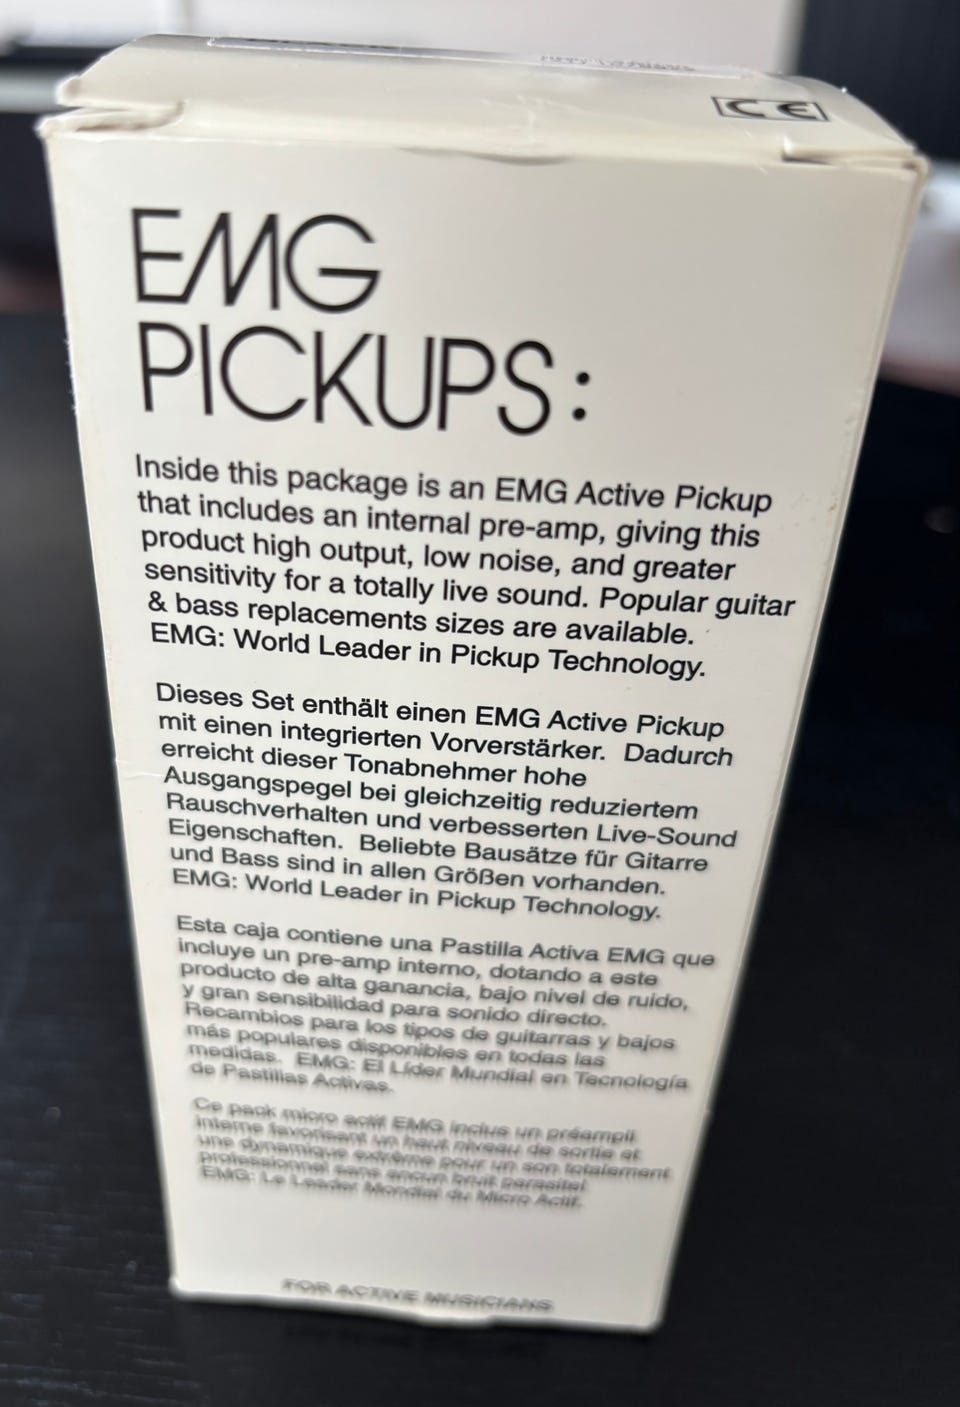 CE
EMG
PICKUPS:
Inside this package is an EMG Active Pickup
that includes an internal pre-amp, giving this
product high output, low noise, and greater
sensitivity for a totally live sound. Popular guitar
& bass replacements sizes are available.
EMG: World Leader in Pickup Technology.
Dieses Set enthält einen EMG Active Pickup
mit einen integrierten Vorverstärker. Dadurch
erreicht dieser Tonabnehmer hohe
Ausgangspegel bei gleichzeitig reduziertem
Rauschverhalten und verbesserten Live-Sound
Eigenschaften. Beliebte Bausätze für Gitarre
und Bass sind in allen Größen vorhanden.
EMG: World Leader in Pickup Technology.
Esta caja contiene una Pastilla Activa EMG que
incluye un pre-amp interno, dotando a este
producto de alta ganancia, bajo nivel de ruido,
y gran sensibilidad para sonido directo.
Recambios para los tipos de guitarras y bajos
más populares disponibles en todas las
medidas. EMG: El Líder Mundial en Tecnología
de Pastillas Activas.
Ce pack micro actif EMG inclus un préampli
interne favorisant un haut niveau de sortie et
une dynamique extrême pour un son totalement
professionnel sans aucun bruit parasite!
EMG: Le Leader Mondial du Micro Actif.
FOR ACTIVE MUSICIANS